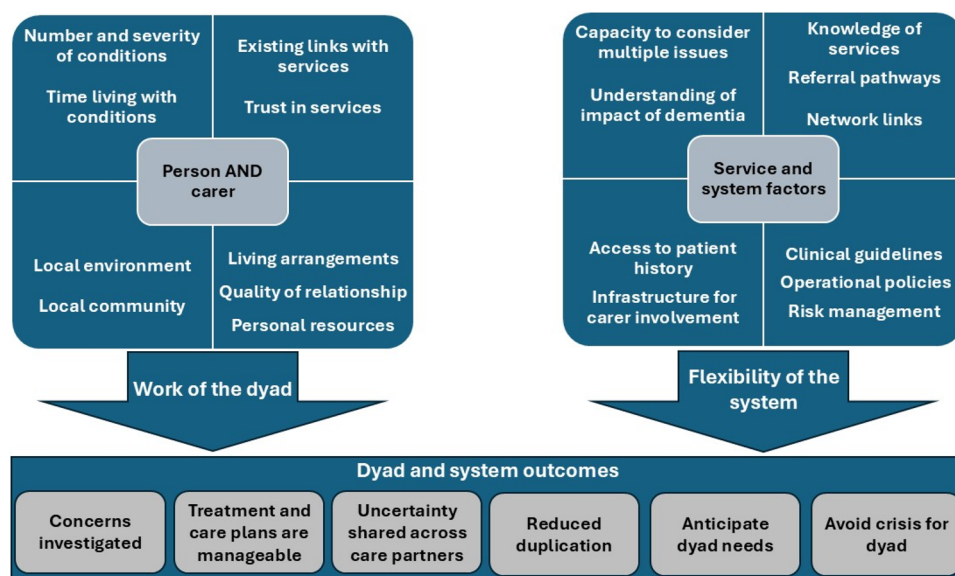 Number and severity
of conditions
Time living with
conditions
Existing links with
services
Trust in services
Person AND
carer
Local environment
Local community
Living arrangements
Quality of relationship
Personal resources
Work of the dyad
Capacity to consider
multiple issues
Understanding of
impact of dementia
Knowledge of
services
Referral pathways
Network links
Service and
system factors
Access to patient
history
Infrastructure for
carer involvement
Clinical guidelines
Operational policies
Risk management
Flexibility of the
system
Dyad and system outcomes
Concerns
investigated
Treatment and
care plans are
manageable
Uncertainty
shared across
care partners
Reduced
duplication
Anticipate
dyad needs
Avoid crisis for
dyad